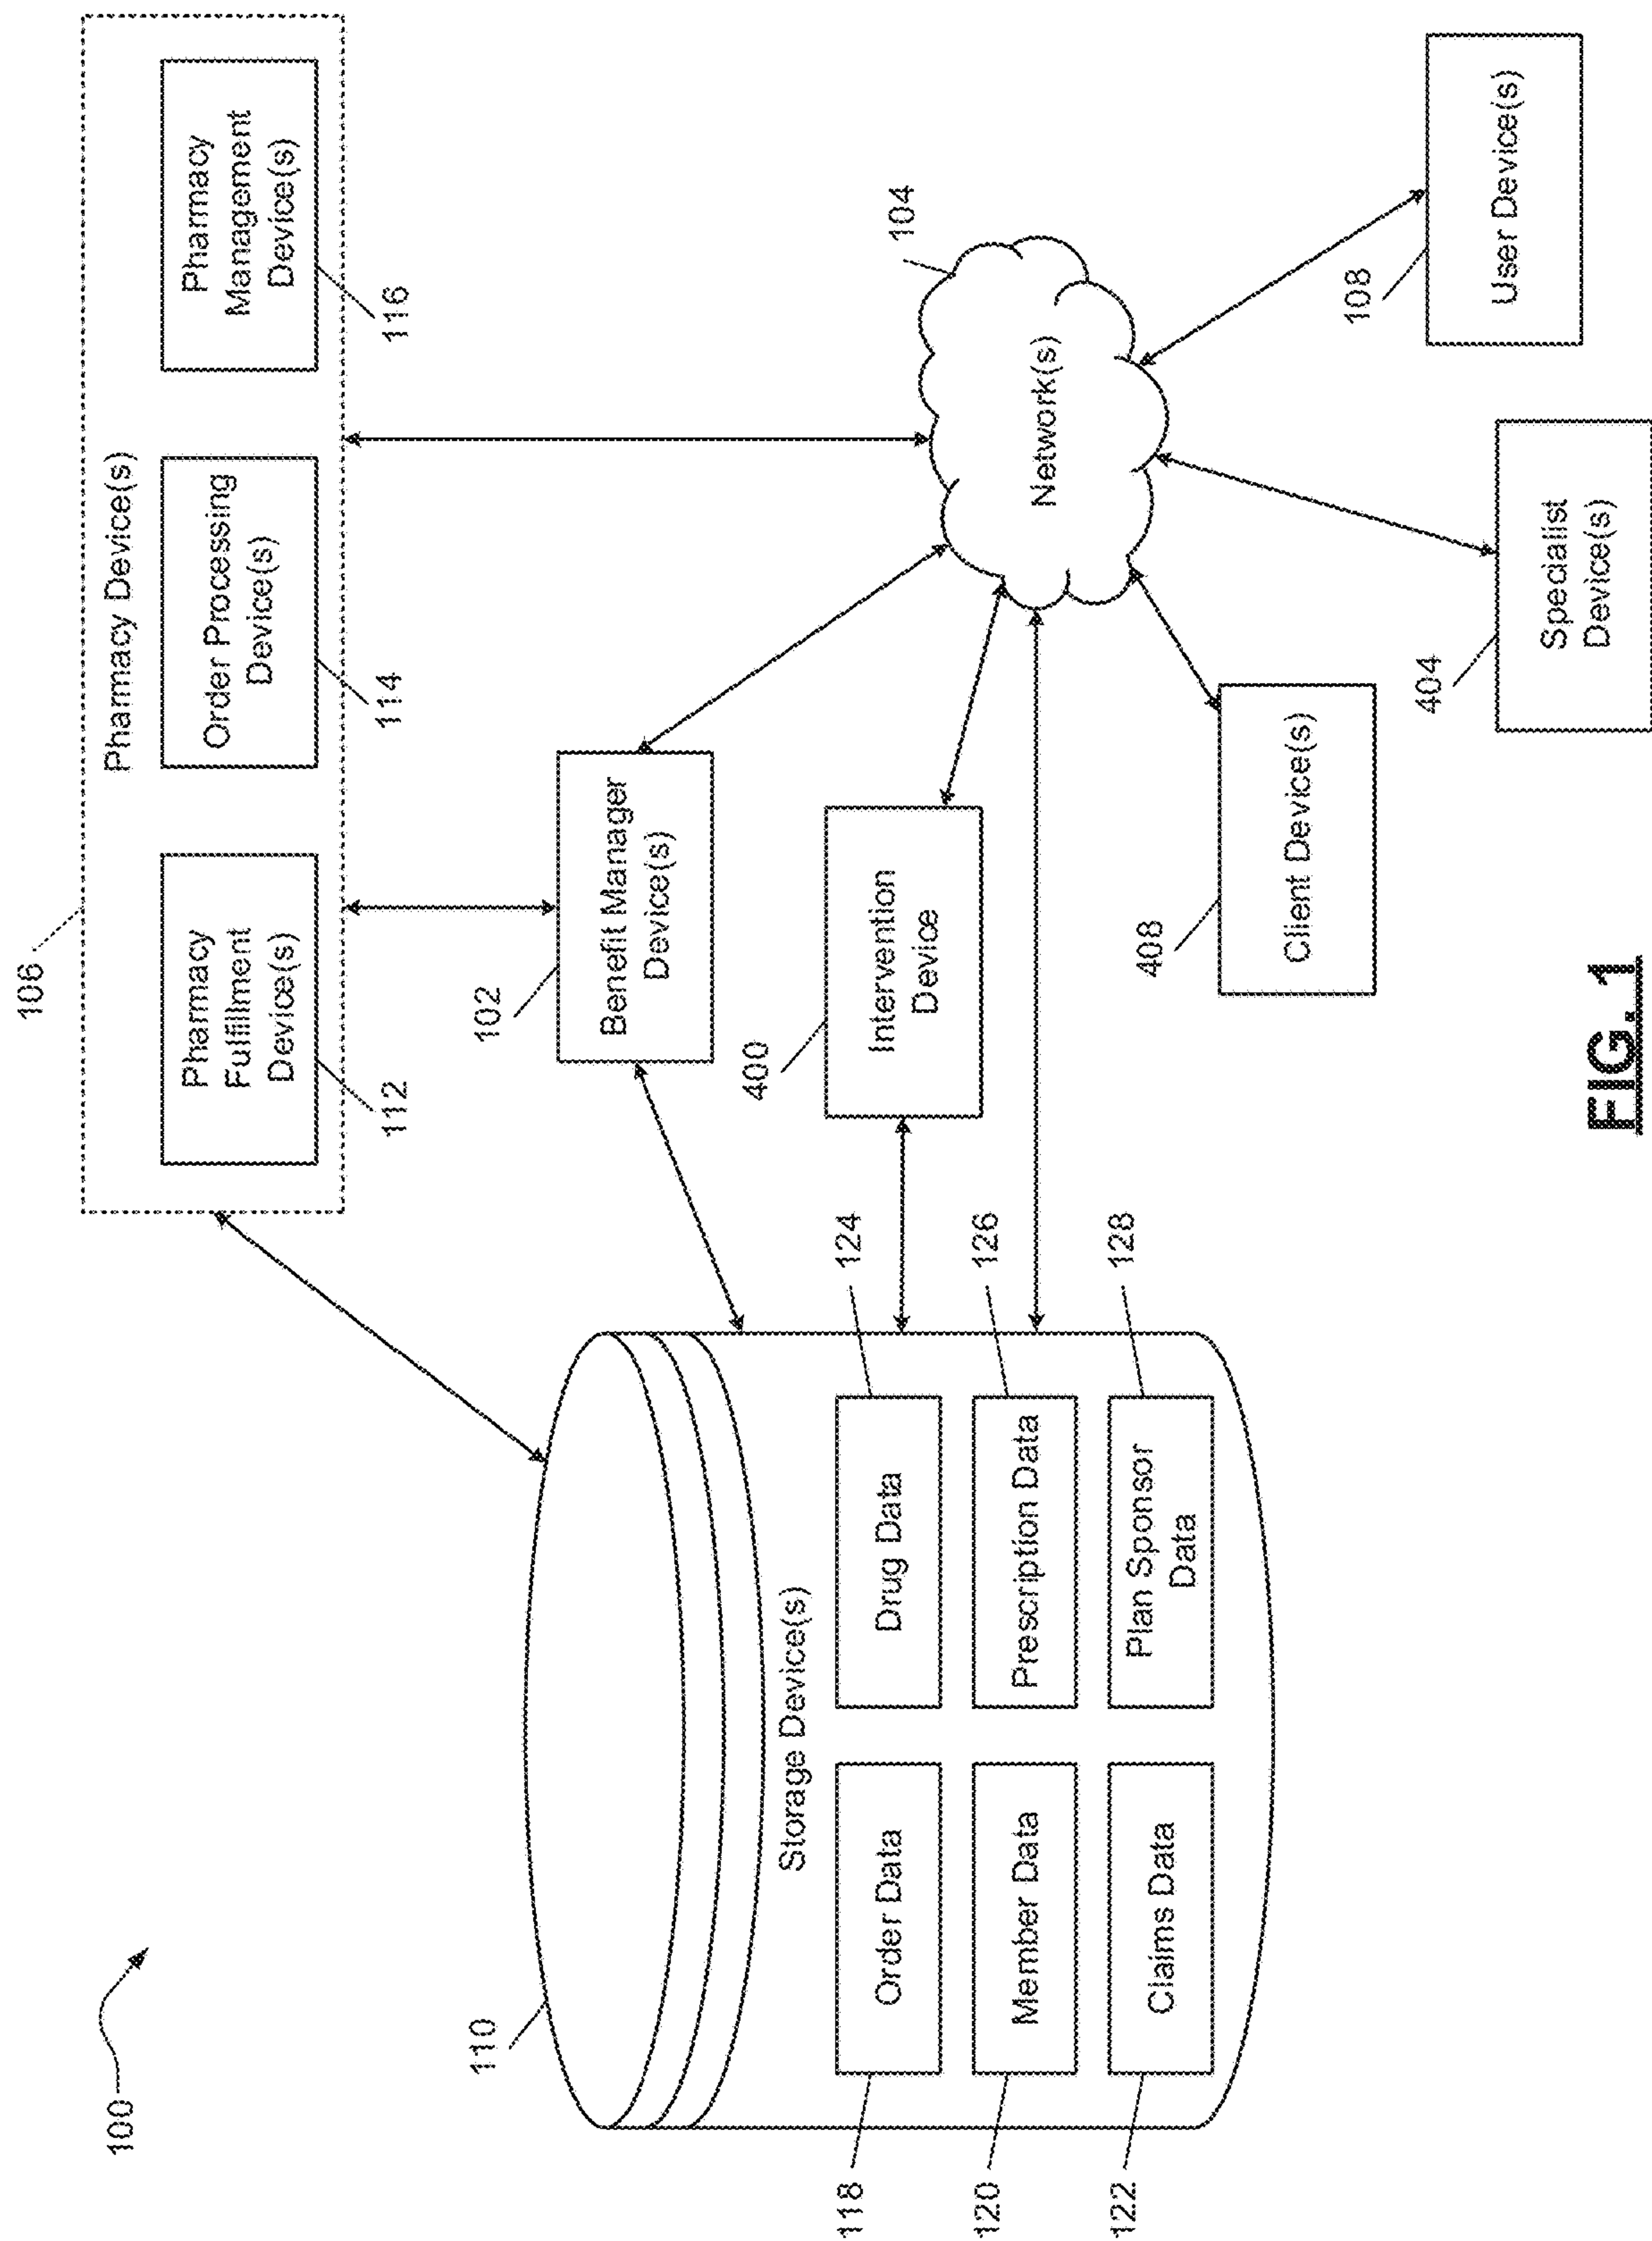 100
106
Pharmacy Device(s)
Pharmacy
Fulfillment
Device(s)
112
Order Processing
Device(s)
114
Pharmacy
Management
Device(s)
116
110
Storage Device(s)
Order Data
118
Drug Data
124
Member Data
120
Prescription Data
126
Claims Data
122
Plan Sponsor
Data
128
102
Benefit Manager
Device(s)
400
Intervention
Device
104
Network(s)
408
Client Device(s)
404
Specialist
Device(s)
108
User Device(s)
FIG. 1